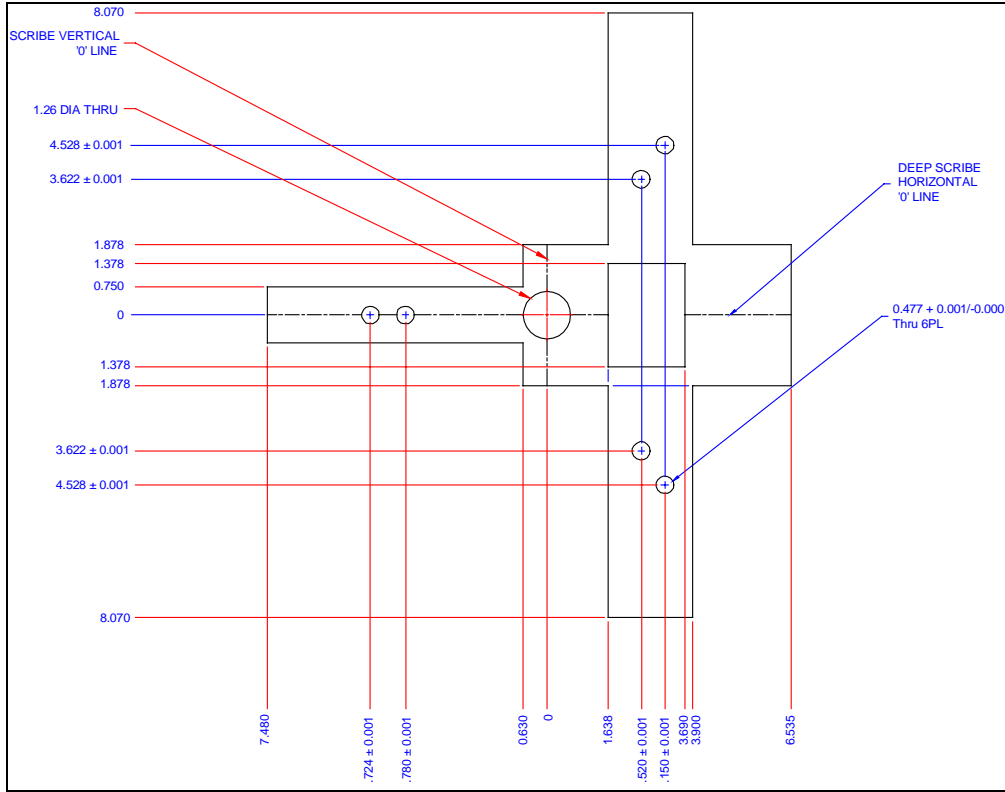 8.070
SCRIBE VERTICAL
'0' LINE
1.26 DIA THRU
4.528 ± 0.001
3.622 ± 0.001
DEEP SCRIBE
HORIZONTAL
'0' LINE
1.878
1.378
0.750
0
0.477 + 0.001/-0.000
Thru 6PL
1.378
1.878
3.622 ± 0.001
4.528 ± 0.001
8.070
7.480
.724 ± 0.001
.780 ± 0.001
0.630
0
1.638
.520 ± 0.001
.150 ± 0.001
3.690
3.900
6.535